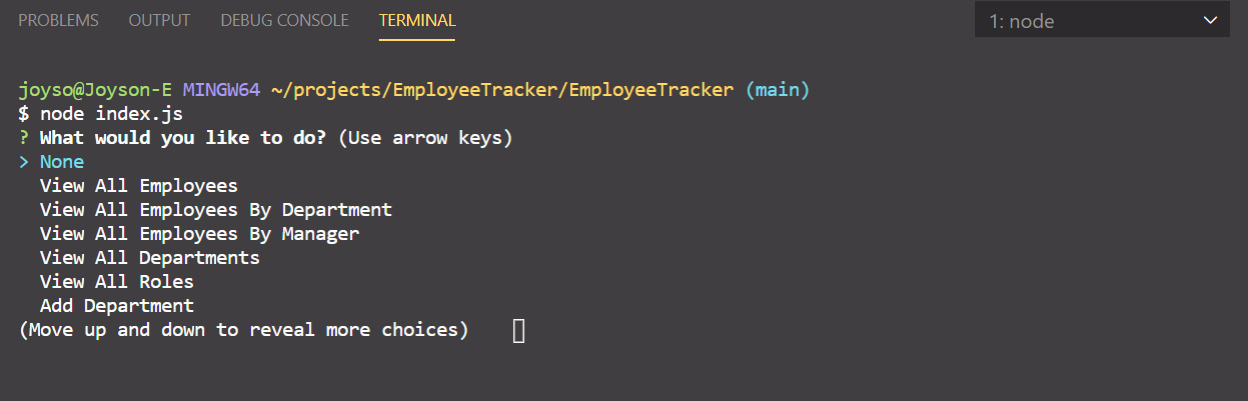 PROBLEMS OUTPUT DEBUG CONSOLE TERMINAL 1: node
joyso@Joyson-E MINGW64 ~/projects/EmployeeTracker/EmployeeTracker (main)
$ node index.js
? What would you like to do? (Use arrow keys)
> None
View All Employees
View All Employees By Department
View All Employees By Manager
View All Departments
View All Roles
Add Department
(Move up and down to reveal more choices)